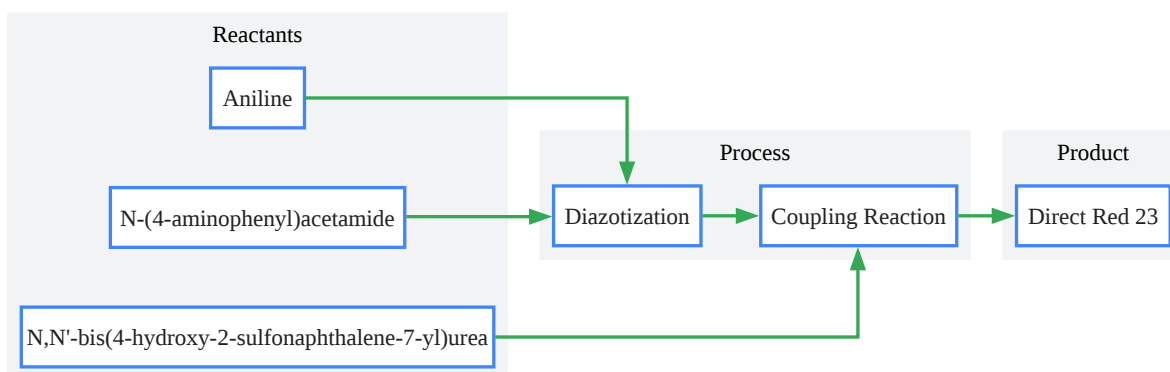 Reactants
Aniline
Process
Product
N-(4-aminophenyl)acetamide
Diazotization
Coupling Reaction
Direct Red 23
N,N'-bis(4-hydroxy-2-sulfonaphthalene-7-yl)urea